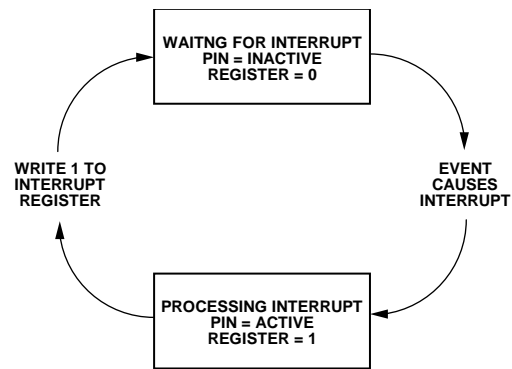 WAITNG FOR INTERRUPT
PIN = INACTIVE
REGISTER = 0
EVENT
CAUSES
INTERRUPT
PROCESSING INTERRUPT
PIN = ACTIVE
REGISTER = 1
WRITE 1 TO
INTERRUPT
REGISTER